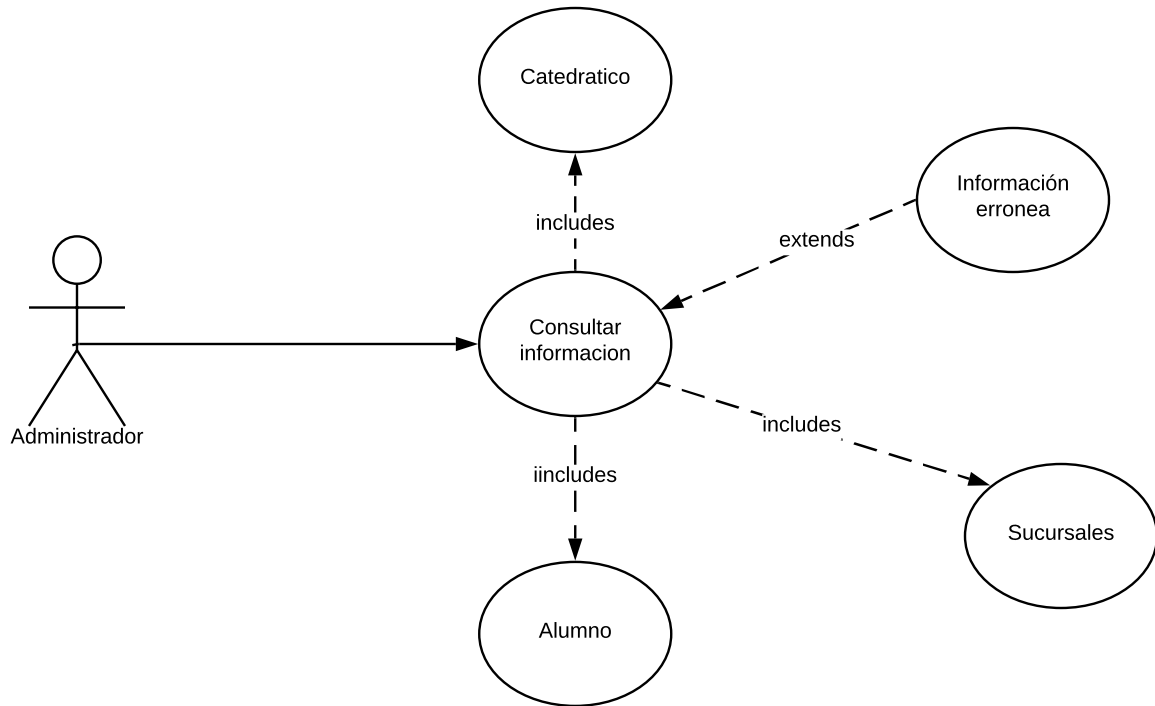 Catedratico
Información
erronea
includes
extends
Consultar
informacion
Administrador
includes
iincludes
Sucursales
Alumno